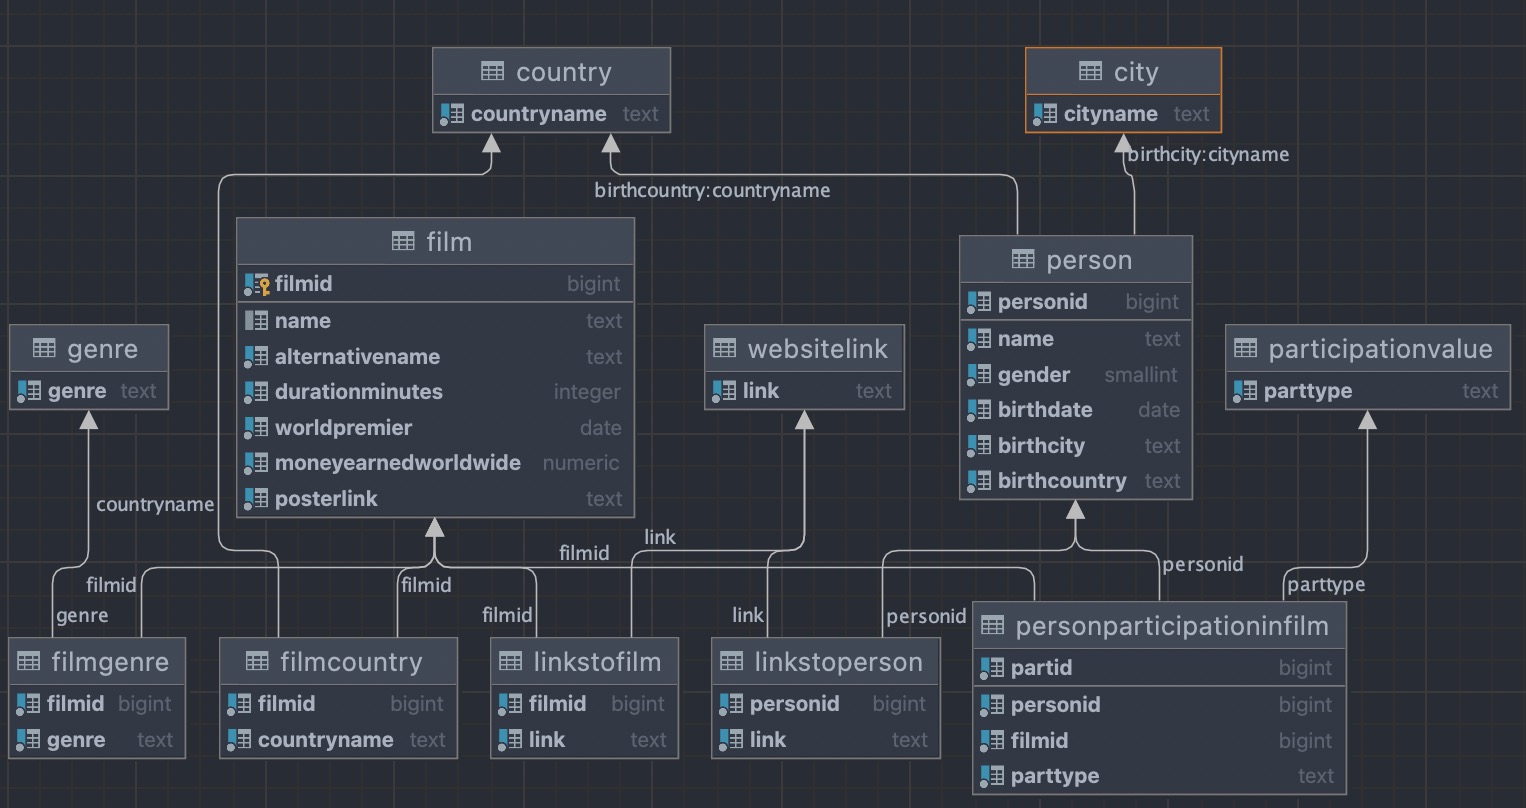 country
countryname text
city
cityname text
birthcity:cityname
birthcountry:countryname
film
filmid bigint
name text
alternativename text
durationminutes integer
worldpremier date
moneyearnedworldwide numeric
posterlink text
person
personid bigint
name text
gender smallint
birthdate date
birthcity text
birthcountry text
genre
genre text
websitelink
link text
participationvalue
parttype text
countryname
link
filmid
personid
filmid
filmid
parttype
genre
filmid
link
personid
filmgenre
filmid bigint
genre text
filmcountry
filmid bigint
countryname text
linkstofilm
filmid bigint
link text
linkstoperson
personid bigint
link text
personparticipationinfilm
partid bigint
personid bigint
filmid bigint
parttype text